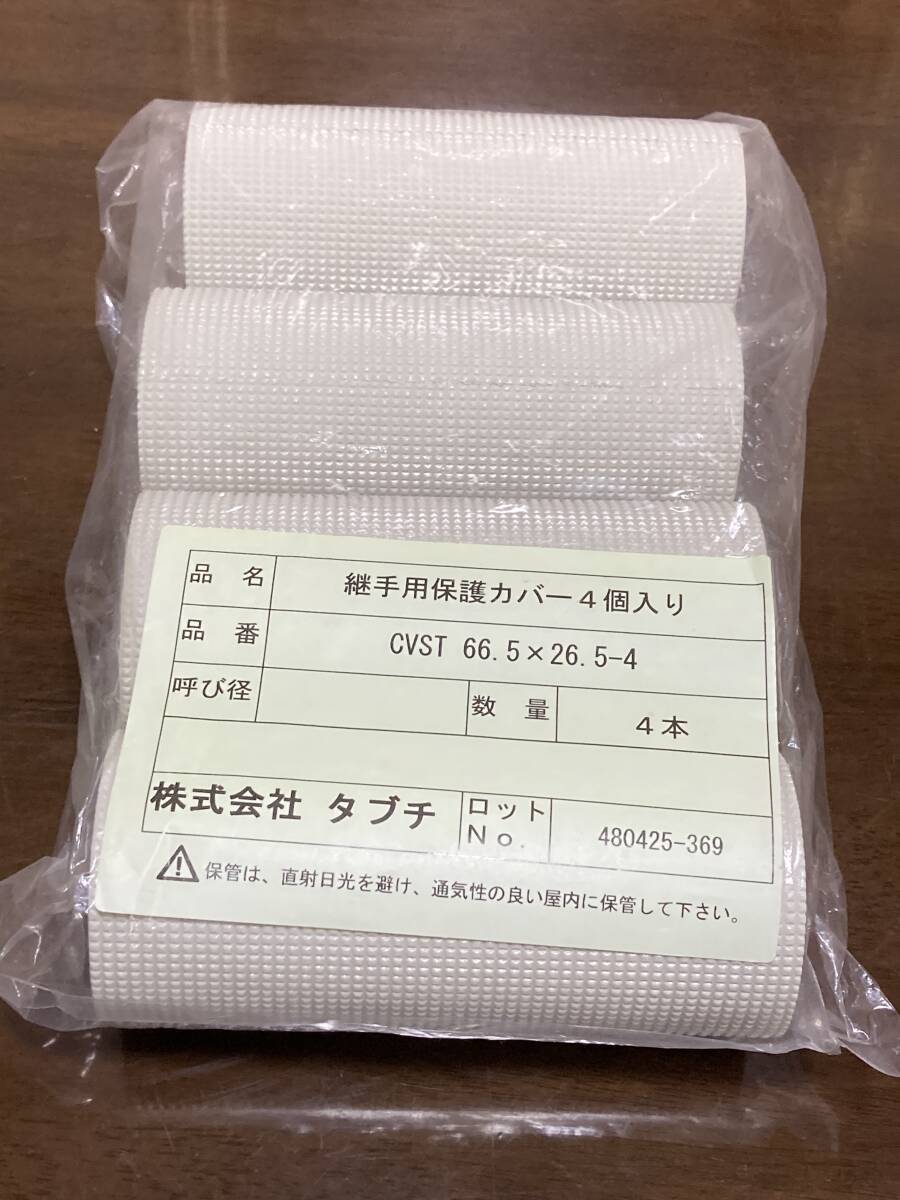 品 名 継手用保護カバー４個入り
品 番 CVST 66.5×26.5-4
呼び径 数 量 ４本
株式会社 タブチ ロットＮｏ. 480425-369
⚠ 保管は、直射日光を避け、通気性の良い屋内に保管して下さい。